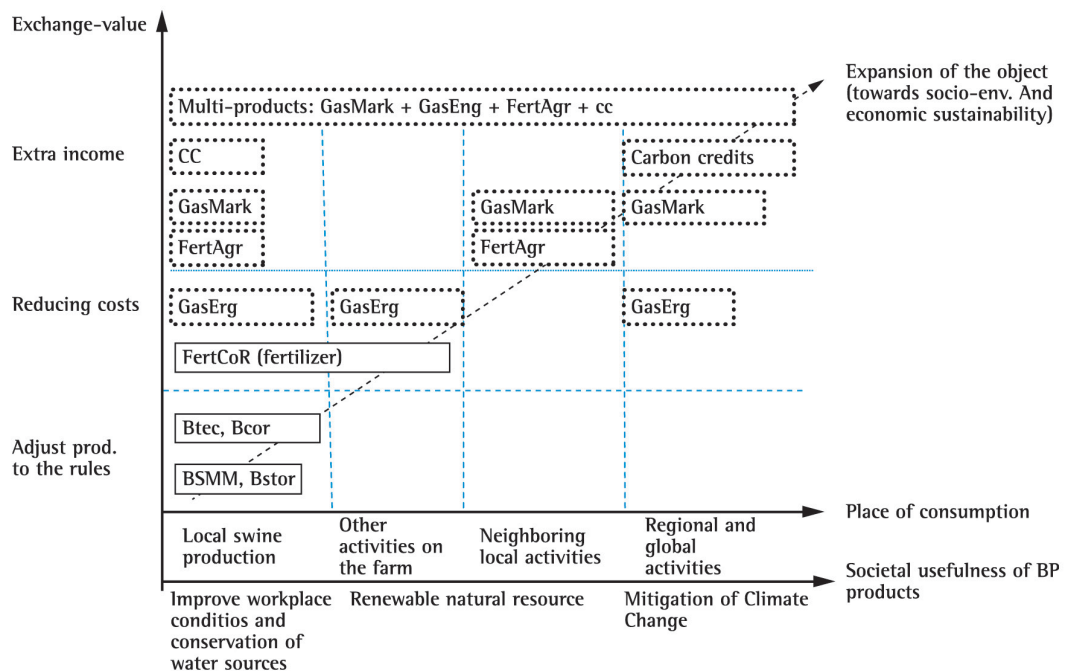 Exchange-value
Expansion of the object
(towards socio-env. And
economic sustainability)
Multi-products: GasMark + GasEng + FertAgr + cc
Extra income
CC
Carbon credits
GasMark
GasMark
GasMark
FertAgr
FertAgr
Reducing costs
GasErg
GasErg
GasErg
FertCoR (fertilizer)
Adjust prod.
to the rules
Btec, Bcor
BSMM, Bstor
Place of consumption
Local swine
production
Other
activities on
the farm
Neighboring
local activities
Regional and
global
activities
Societal usefulness of BP
products
Improve workplace
conditios and
conservation of
water sources
Renewable natural resource
Mitigation of Climate
Change